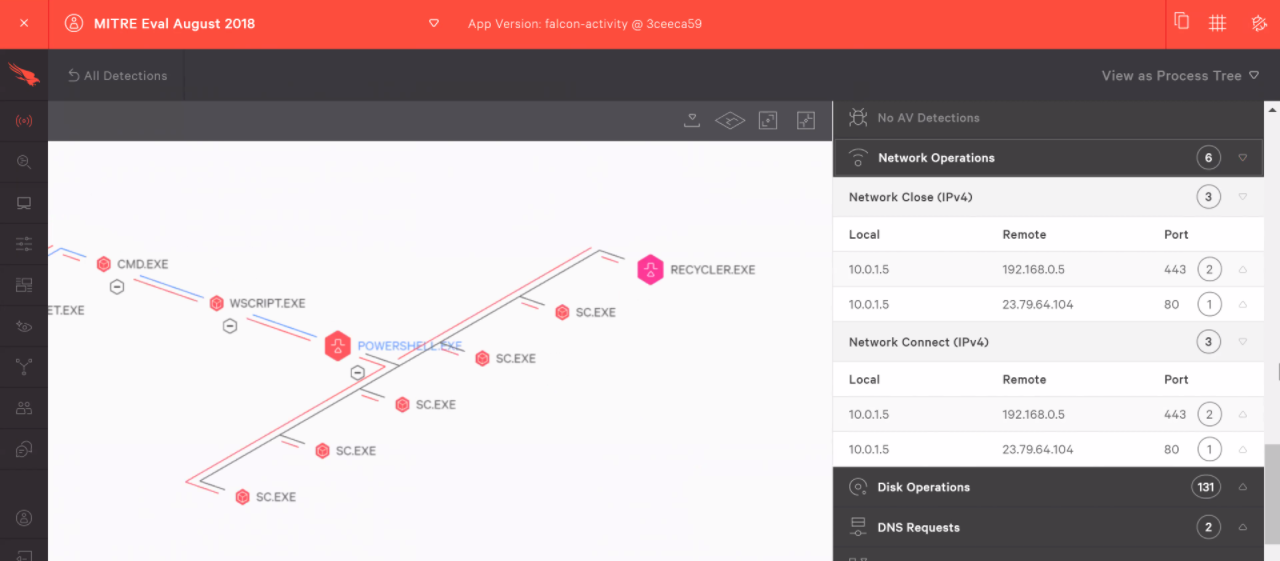 MITRE Eval August 2018
App Version: falcon-activity @ 3ceeca59
All Detections
View as Process Tree
No AV Detections
Network Operations 6
Network Close (IPv4) 3
Local Remote Port
10.0.1.5 192.168.0.5 443 2
10.0.1.5 23.79.64.104 80 1
Network Connect (IPv4) 3
Local Remote Port
10.0.1.5 192.168.0.5 443 2
10.0.1.5 23.79.64.104 80 1
Disk Operations 131
DNS Requests 2
CMD.EXE
ET.EXE
WSCRIPT.EXE
POWERSHELL.EXE
RECYCLER.EXE
SC.EXE
SC.EXE
SC.EXE
SC.EXE
SC.EXE